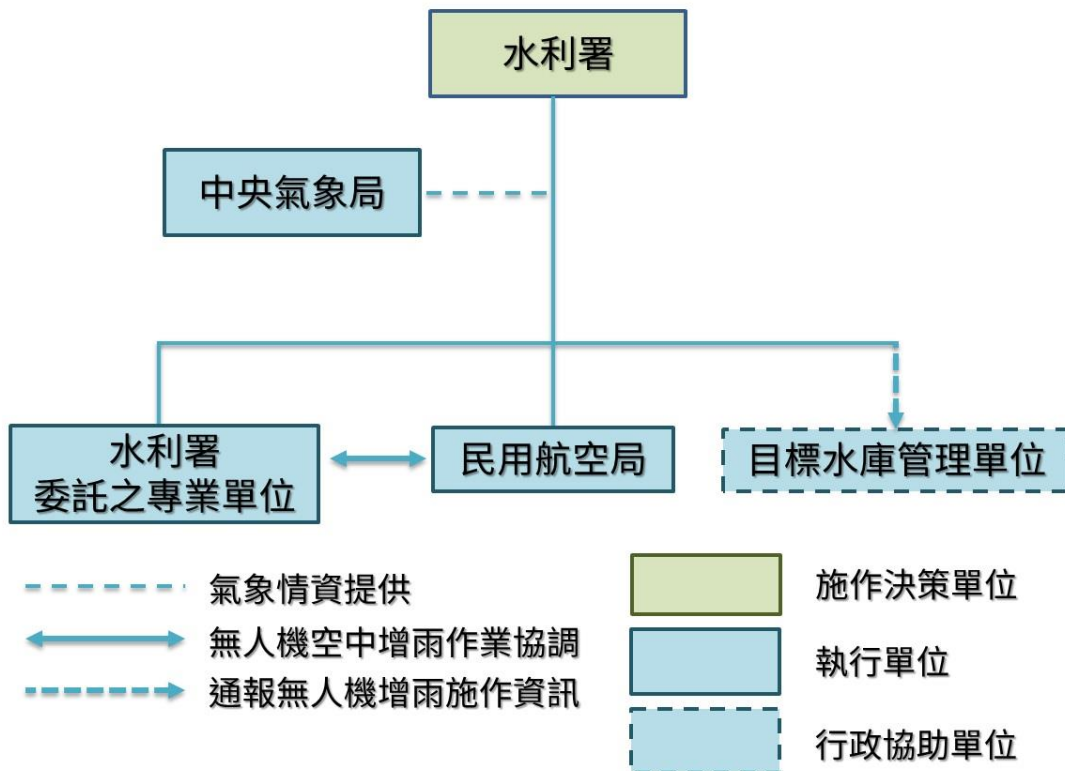 水利署
中央氣象局
水利署
委託之專業單位
民用航空局
目標水庫管理單位
氣象情資提供
無人機空中增雨作業協調
通報無人機增雨施作資訊
施作決策單位
執行單位
行政協助單位